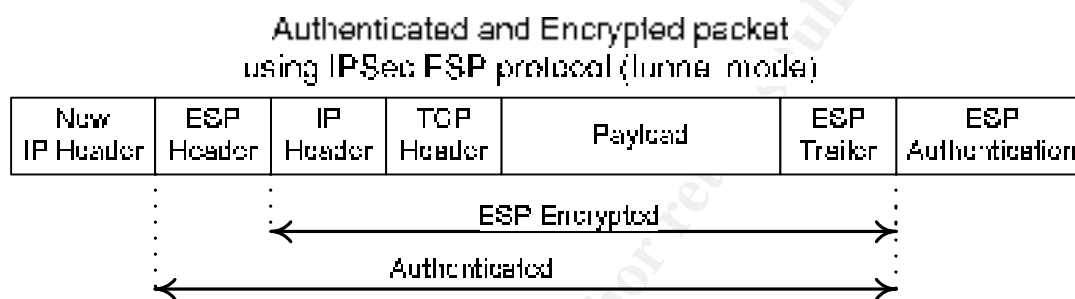 Authenticated and Encrypted packet
using IPSec ESP protocol (tunnel mode)
New IP Header
ESP Header
IP Header
TCP Header
Payload
ESP Trailer
ESP Authentication
ESP Encrypted
Authenticated